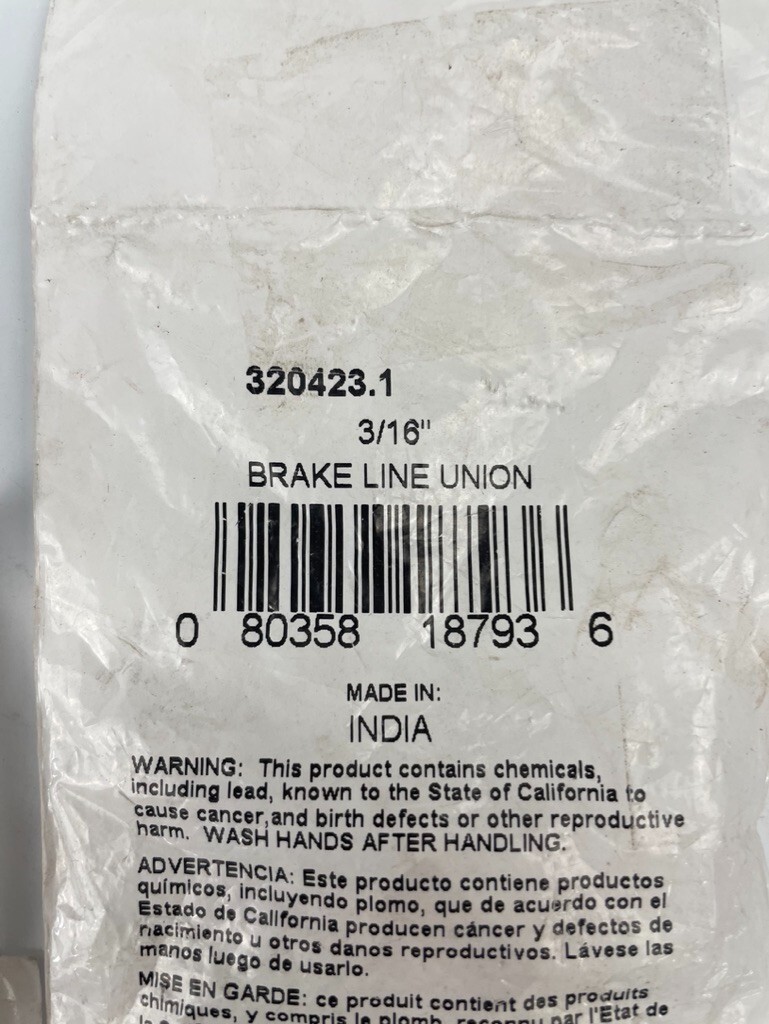 320423.1
3/16"
BRAKE LINE UNION
0 80358 18793 6
MADE IN:
INDIA
WARNING: This product contains chemicals,
including lead, known to the State of California to
cause cancer,and birth defects or other reproductive
harm. WASH HANDS AFTER HANDLING.
ADVERTENCIA: Este producto contiene productos
químicos, incluyendo plomo, que de acuerdo con el
Estado de California producen cáncer y defectos de
nacimiento u otros danos reproductivos. Lávese las
manos luego de usarlo.
MISE EN GARDE: ce produit contient des produits
chimiques, y compris le plomb, reconnu par l'Etat de